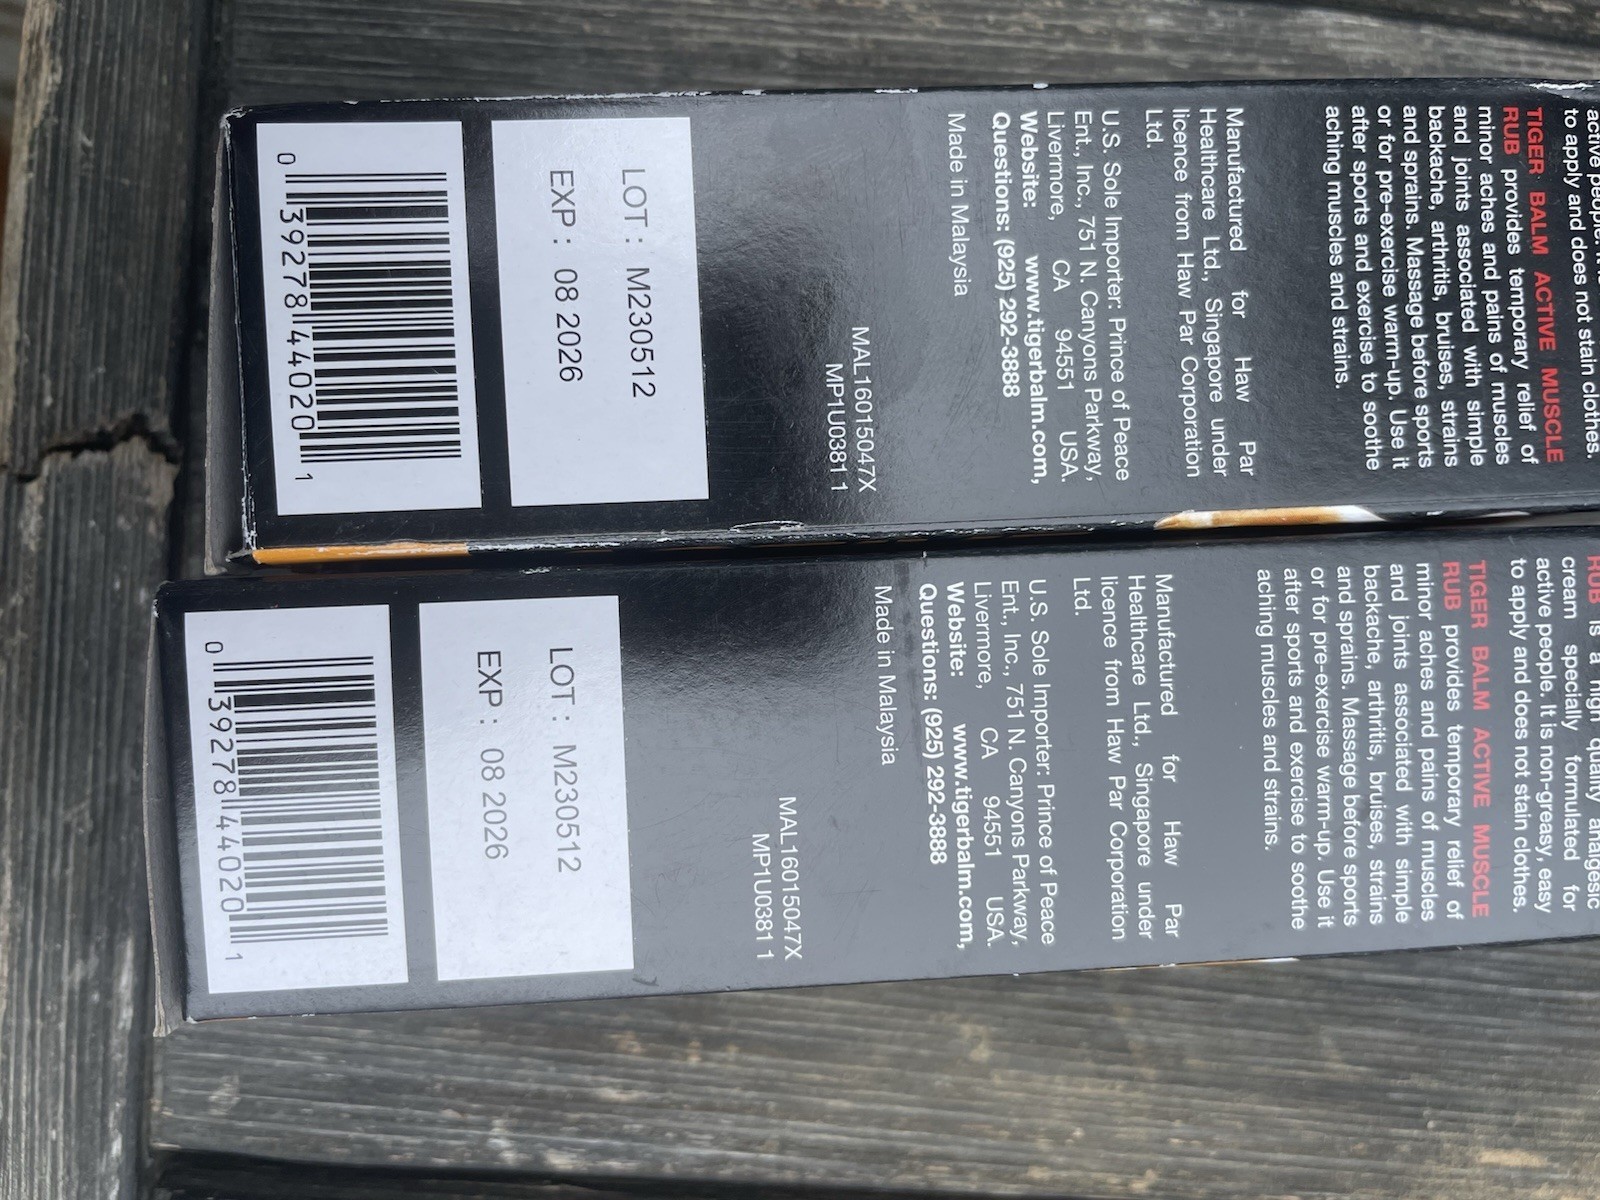 active people. It is
to apply and does not stain clothes.
TIGER BALM ACTIVE MUSCLE
RUB provides temporary relief of
minor aches and pains of muscles
and joints associated with simple
backache, arthritis, bruises, strains
and sprains. Massage before sports
or for pre-exercise warm-up. Use it
after sports and exercise to soothe
aching muscles and strains.
Manufactured for Haw Par
Healthcare Ltd., Singapore under
licence from Haw Par Corporation
Ltd.
U.S. Sole Importer: Prince of Peace
Ent., Inc., 751 N. Canyons Parkway,
Livermore, CA 94551 USA.
Website: www.tigerbalm.com,
Questions: (925) 292-3888
Made in Malaysia
MAL16015047X
MP1U0381 1
LOT : M230512
EXP : 08 2026
0 39278 44020 1
RUB is a high quality analgesic
cream specially formulated for
active people. It is non-greasy, easy
to apply and does not stain clothes.
TIGER BALM ACTIVE MUSCLE
RUB provides temporary relief of
minor aches and pains of muscles
and joints associated with simple
backache, arthritis, bruises, strains
and sprains. Massage before sports
or for pre-exercise warm-up. Use it
after sports and exercise to soothe
aching muscles and strains.
Manufactured for Haw Par
Healthcare Ltd., Singapore under
licence from Haw Par Corporation
Ltd.
U.S. Sole Importer: Prince of Peace
Ent., Inc., 751 N. Canyons Parkway,
Livermore, CA 94551 USA.
Website: www.tigerbalm.com,
Questions: (925) 292-3888
Made in Malaysia
MAL16015047X
MP1U0381 1
LOT : M230512
EXP : 08 2026
0 39278 44020 1